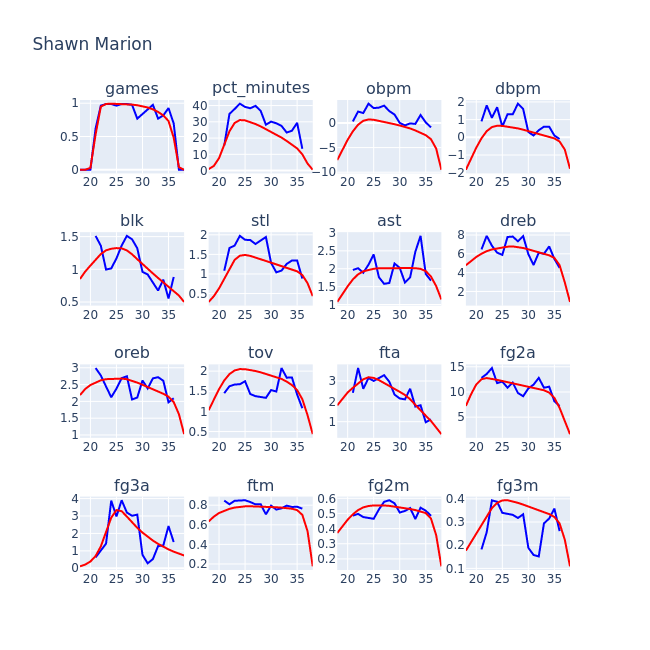 Shawn Marion
games pct_minutes obpm dbpm
1 0.5 0
40 30 20 10 0
0 −5 −10
2 1 0 −1 −2
20 25 30 35 20 25 30 35 20 25 30 35 20 25 30 35
blk stl ast dreb
1.5 1 0.5
2 1.5 1 0.5
3 2.5 2 1.5 1
8 6 4 2
20 25 30 35 20 25 30 35 20 25 30 35 20 25 30 35
oreb tov fta fg2a
3 2.5 2 1.5 1
2 1.5 1 0.5
3 2 1
15 10 5
20 25 30 35 20 25 30 35 20 25 30 35 20 25 30 35
fg3a ftm fg2m fg3m
4 3 2 1 0
0.8 0.6 0.4 0.2
0.6 0.5 0.4 0.3 0.2
0.4 0.3 0.2 0.1
20 25 30 35 20 25 30 35 20 25 30 35 20 25 30 35